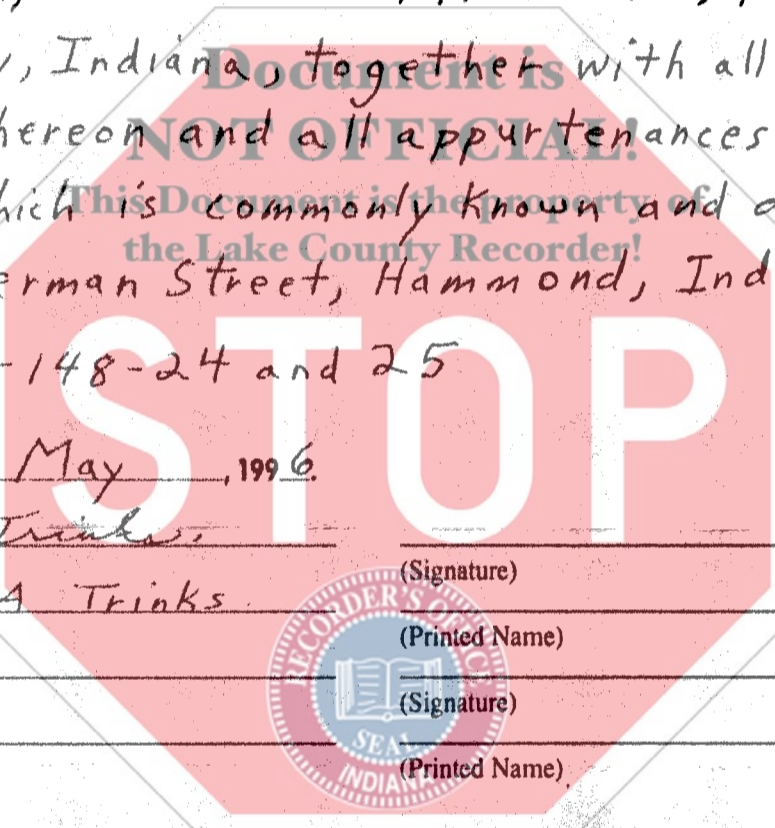 , Indiana, together with all
Document is
hereon and all appurtenances
NOT OFFICIAL!
hich is commonly known and a
This Document is the property of
the Lake County Recorder!
erman Street, Hammond, Ind
STOP
-148-24 and 25
May, 1996.
Trinks
(Signature)
A Trinks
(Printed Name)
(Signature)
(Printed Name)
RECORDER'S OFFICE
SEAL
INDIANA